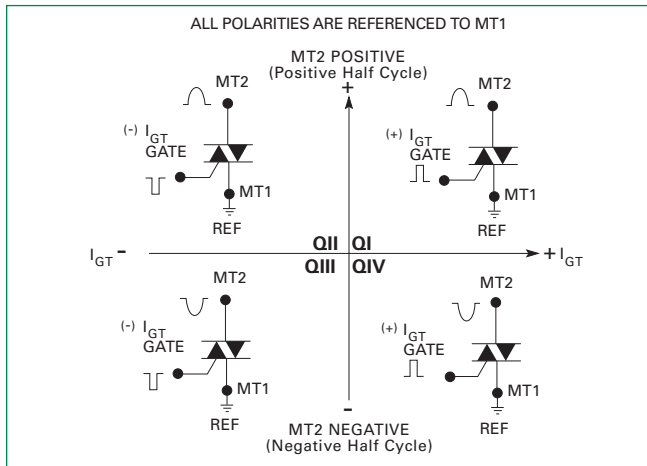 ALL POLARITIES ARE REFERENCED TO MT1
MT2 POSITIVE
(Positive Half Cycle)
+
MT2
(-) IGT
GATE
MT1
REF
MT2
(+) IGT
GATE
MT1
REF
IGT -
QII QI
QIII QIV
+ IGT
MT2
(-) IGT
GATE
MT1
REF
MT2
(+) IGT
GATE
MT1
REF
-
MT2 NEGATIVE
(Negative Half Cycle)